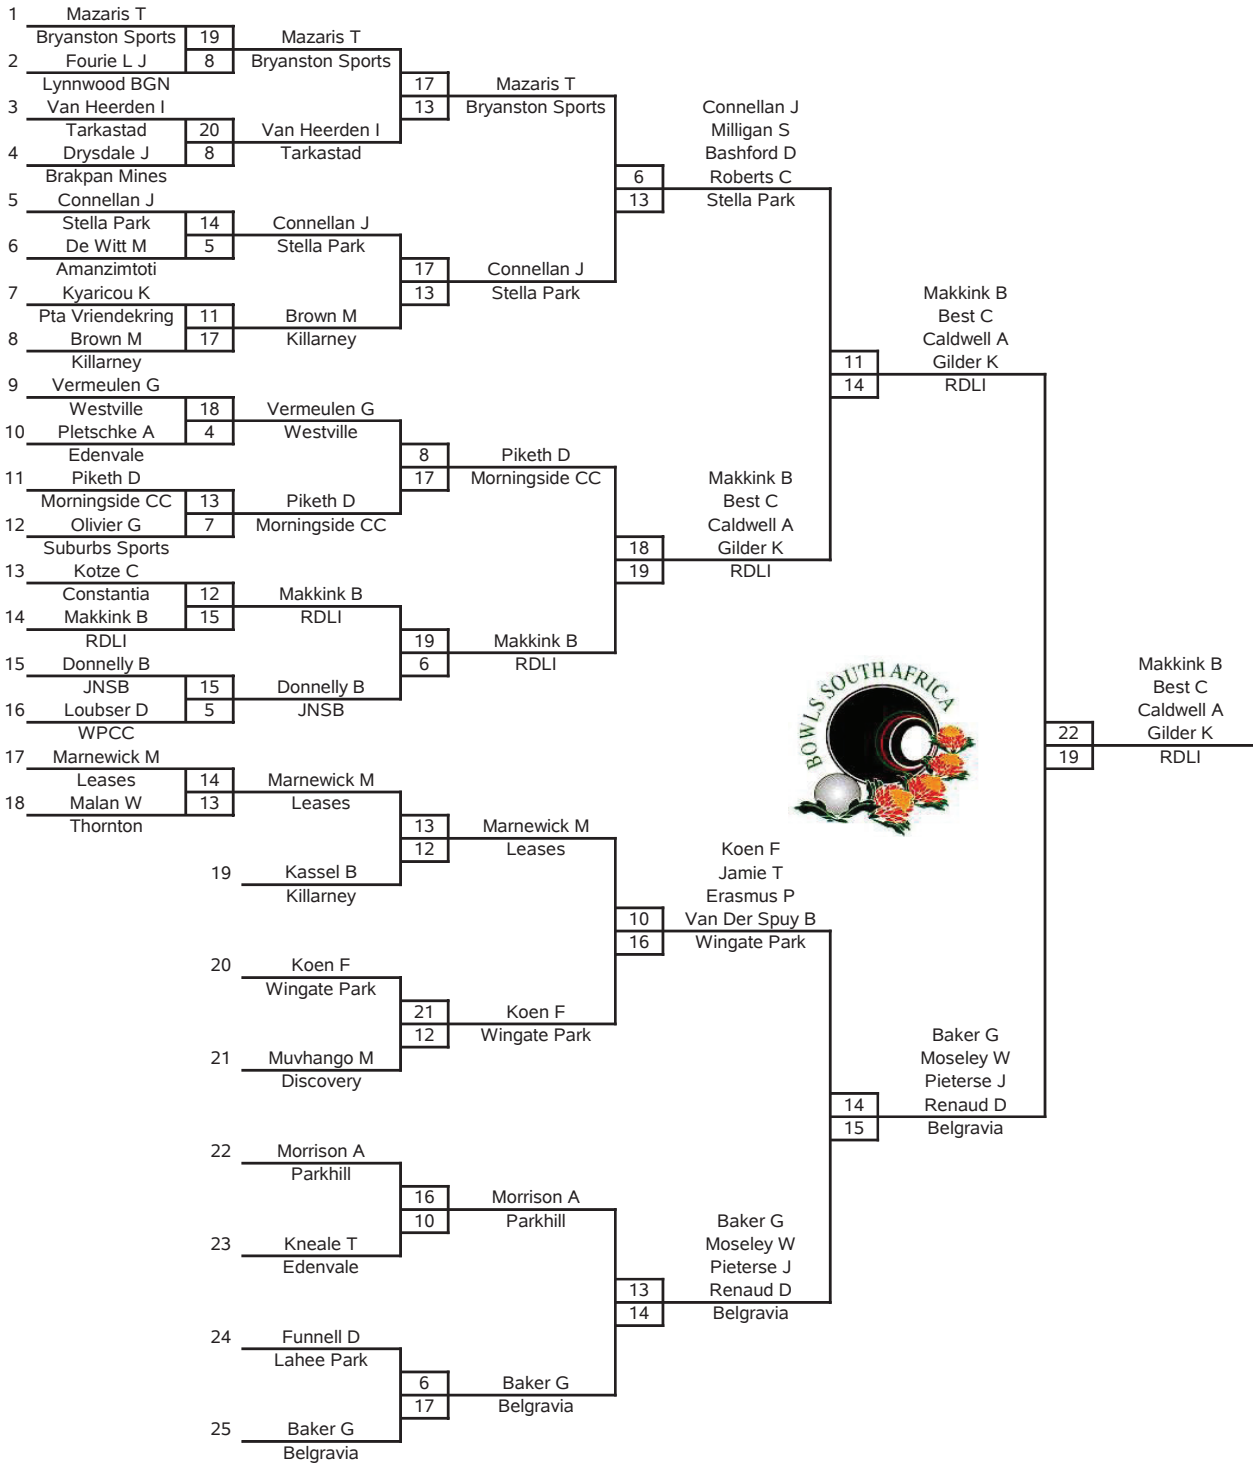 1 Mazaris T
Bryanston Sports 19 Mazaris T
2 Fourie L J 8 Bryanston Sports
Lynnwood BGN 17 Mazaris T
3 Van Heerden I 13 Bryanston Sports Connellan J
Tarkastad 20 Van Heerden I Milligan S
4 Drysdale J 8 Tarkastad Bashford D
Brakpan Mines 6 Roberts C
5 Connellan J 13 Stella Park
Stella Park 14 Connellan J
6 De Witt M 5 Stella Park
Amanzimtoti 17 Connellan J
7 Kyaricou K 13 Stella Park Makkink B
Pta Vriendekring 11 Brown M Best C
8 Brown M 17 Killarney Caldwell A
Killarney 11 Gilder K
9 Vermeulen G 14 RDLI
Westville 18 Vermeulen G
10 Pletschke A 4 Westville
Edenvale 8 Piketh D
11 Piketh D 17 Morningside CC Makkink B
Morningside CC 13 Piketh D Best C
12 Olivier G 7 Morningside CC Caldwell A
Suburbs Sports 18 Gilder K
13 Kotze C 19 RDLI
Constantia 12 Makkink B
14 Makkink B 15 RDLI
RDLI 19 Makkink B
15 Donnelly B 6 RDLI Makkink B
JNSB 15 Donnelly B Best C
16 Loubser D 5 JNSB Caldwell A
WPCC 22 Gilder K
17 Marnewick M 19 RDLI
BOWLS SOUTH AFRICA
Leases 14 Marnewick M
18 Malan W 13 Leases
Thornton 13 Marnewick M
12 Leases Koen F
19 Kassel B Jamie T
Killarney Erasmus P
10 Van Der Spuy B
16 Wingate Park
20 Koen F
Wingate Park
21 Koen F
12 Wingate Park Baker G
21 Muvhango M Moseley W
Discovery Pieterse J
14 Renaud D
15 Belgravia
22 Morrison A
Parkhill
16 Morrison A
10 Parkhill Baker G
23 Kneale T Moseley W
Edenvale Pieterse J
13 Renaud D
14 Belgravia
24 Funnell D
Lahee Park
6 Baker G
17 Belgravia
25 Baker G
Belgravia